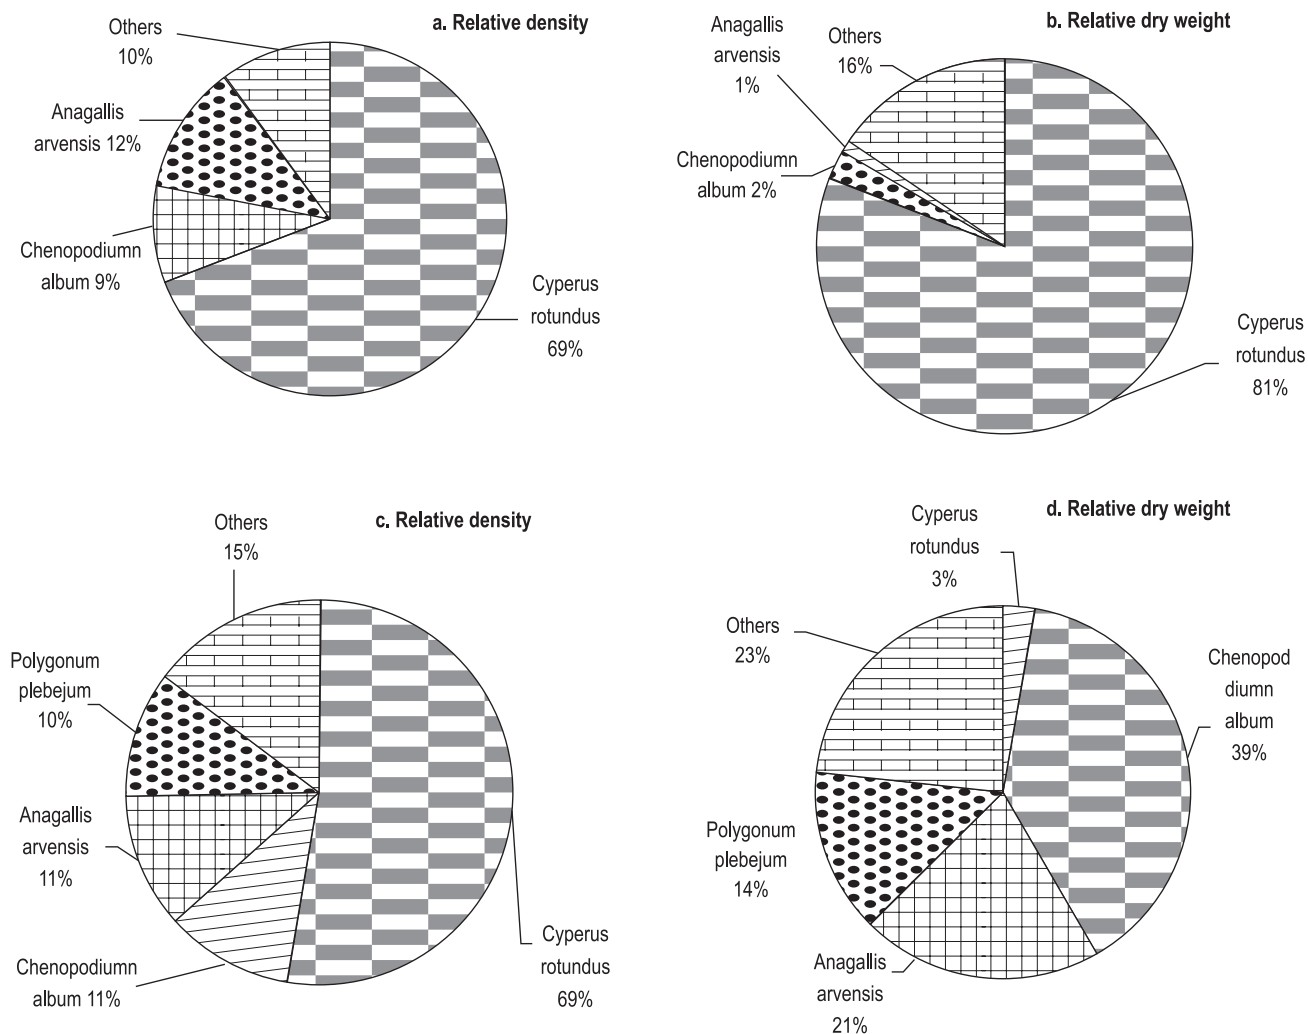 a. Relative density
Others
10%
Anagallis
arvensis 12%
Chenopodiumn
album 9%
Cyperus
rotundus
69%
b. Relative dry weight
Anagallis
arvensis
1%
Others
16%
Chenopodiumn
album 2%
Cyperus
rotundus
81%
c. Relative density
Others
15%
Polygonum
plebejum
10%
Anagallis
arvensis
11%
Chenopodiumn
album 11%
Cyperus
rotundus
69%
d. Relative dry weight
Cyperus
rotundus
3%
Others
23%
Chenopod
diumn
album
39%
Polygonum
plebejum
14%
Anagallis
arvensis
21%